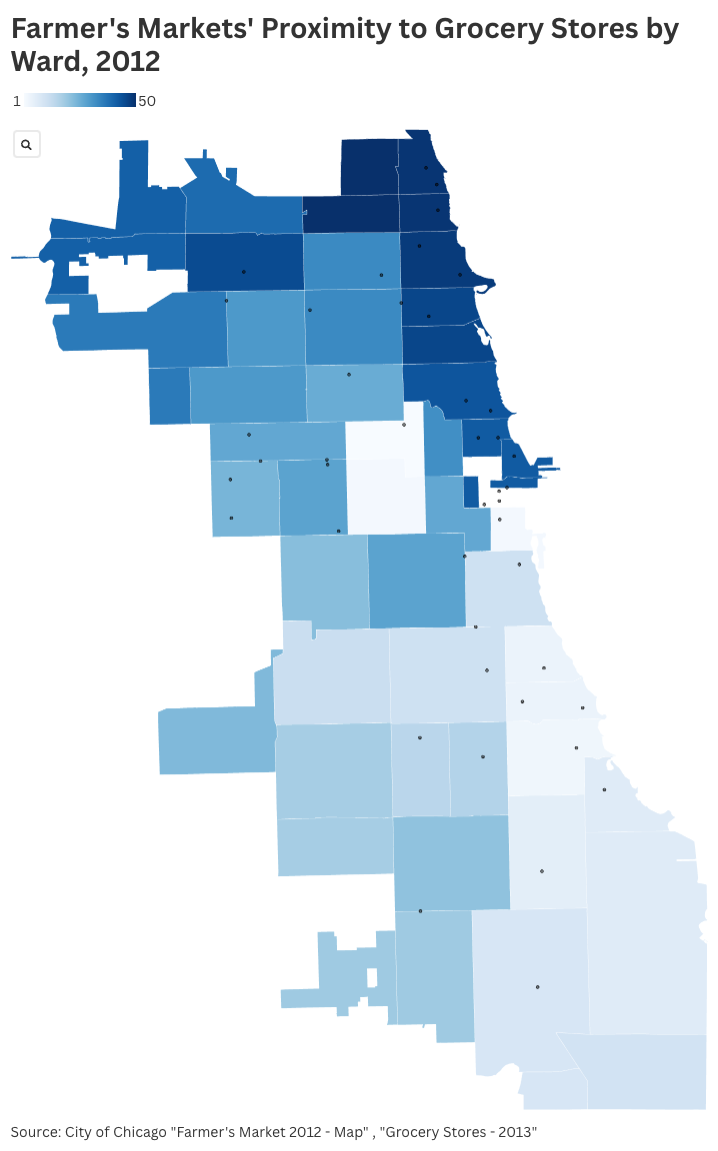 Farmer's Markets' Proximity to Grocery Stores by
Ward, 2012
1 50
Source: City of Chicago "Farmer's Market 2012 - Map" , "Grocery Stores - 2013"